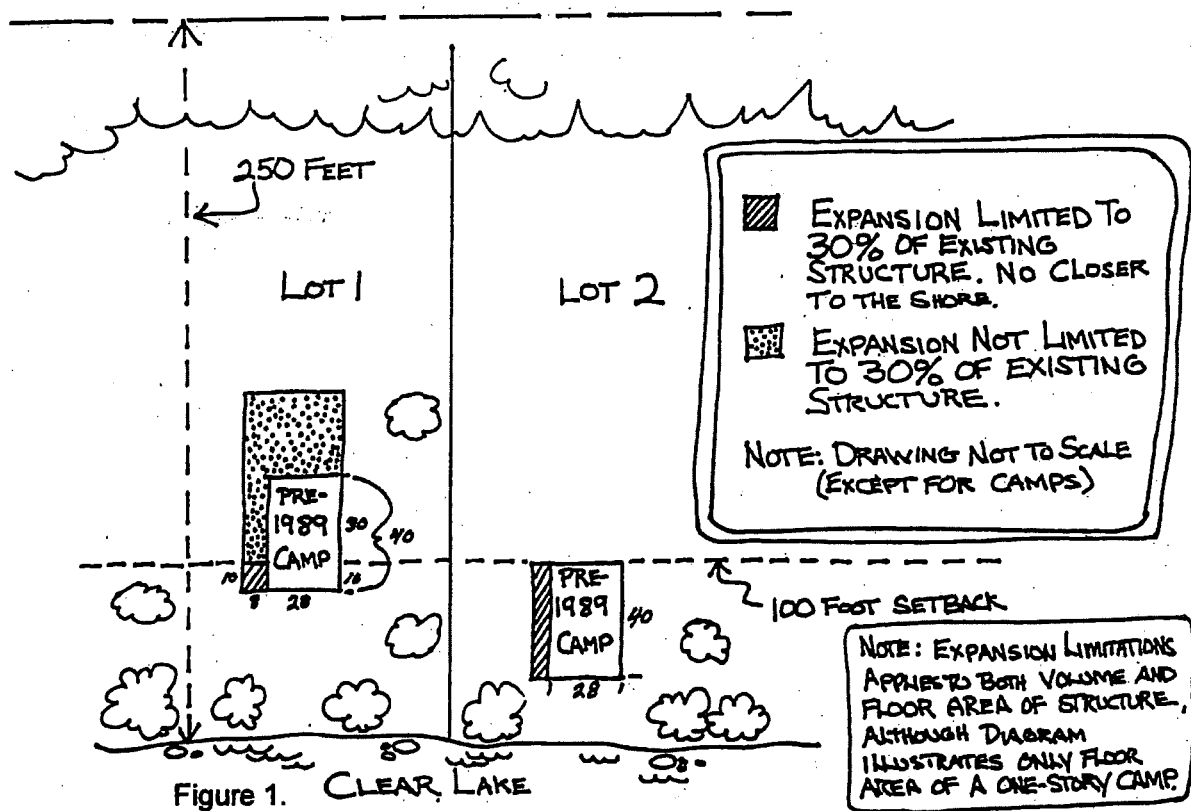 250 FEET
LOT 1
LOT 2
EXPANSION LIMITED TO
30% OF EXISTING
STRUCTURE. NO CLOSER
TO THE SHORE.
EXPANSION NOT LIMITED
TO 30% OF EXISTING
STRUCTURE.
NOTE: DRAWING NOT TO SCALE
(EXCEPT FOR CAMPS)
PRE-
1989
CAMP
30
40
10
8
28
PRE-
1989
CAMP
40
28
100 FOOT SETBACK
NOTE: EXPANSION LIMITATIONS
APPLIES TO BOTH VOLUME AND
FLOOR AREA OF STRUCTURE,
ALTHOUGH DIAGRAM
ILLUSTRATES ONLY FLOOR
AREA OF A ONE-STORY CAMP.
Figure 1.
CLEAR LAKE